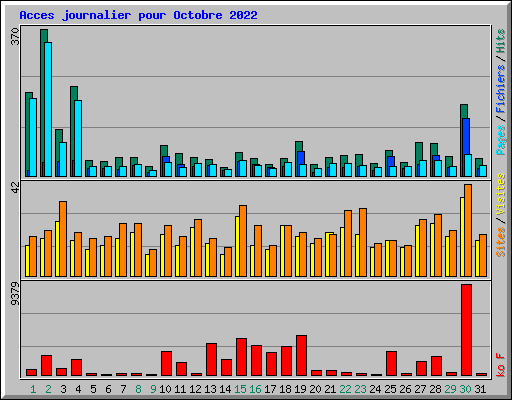 Acces journalier pour Octobre 2022
370
42
9379
Pages / Fichiers / Hits
Sites / Visites
ko F
1 2 3 4 5 6 7 8 9 10 11 12 13 14 15 16 17 18 19 20 21 22 23 24 25 26 27 28 29 30 31